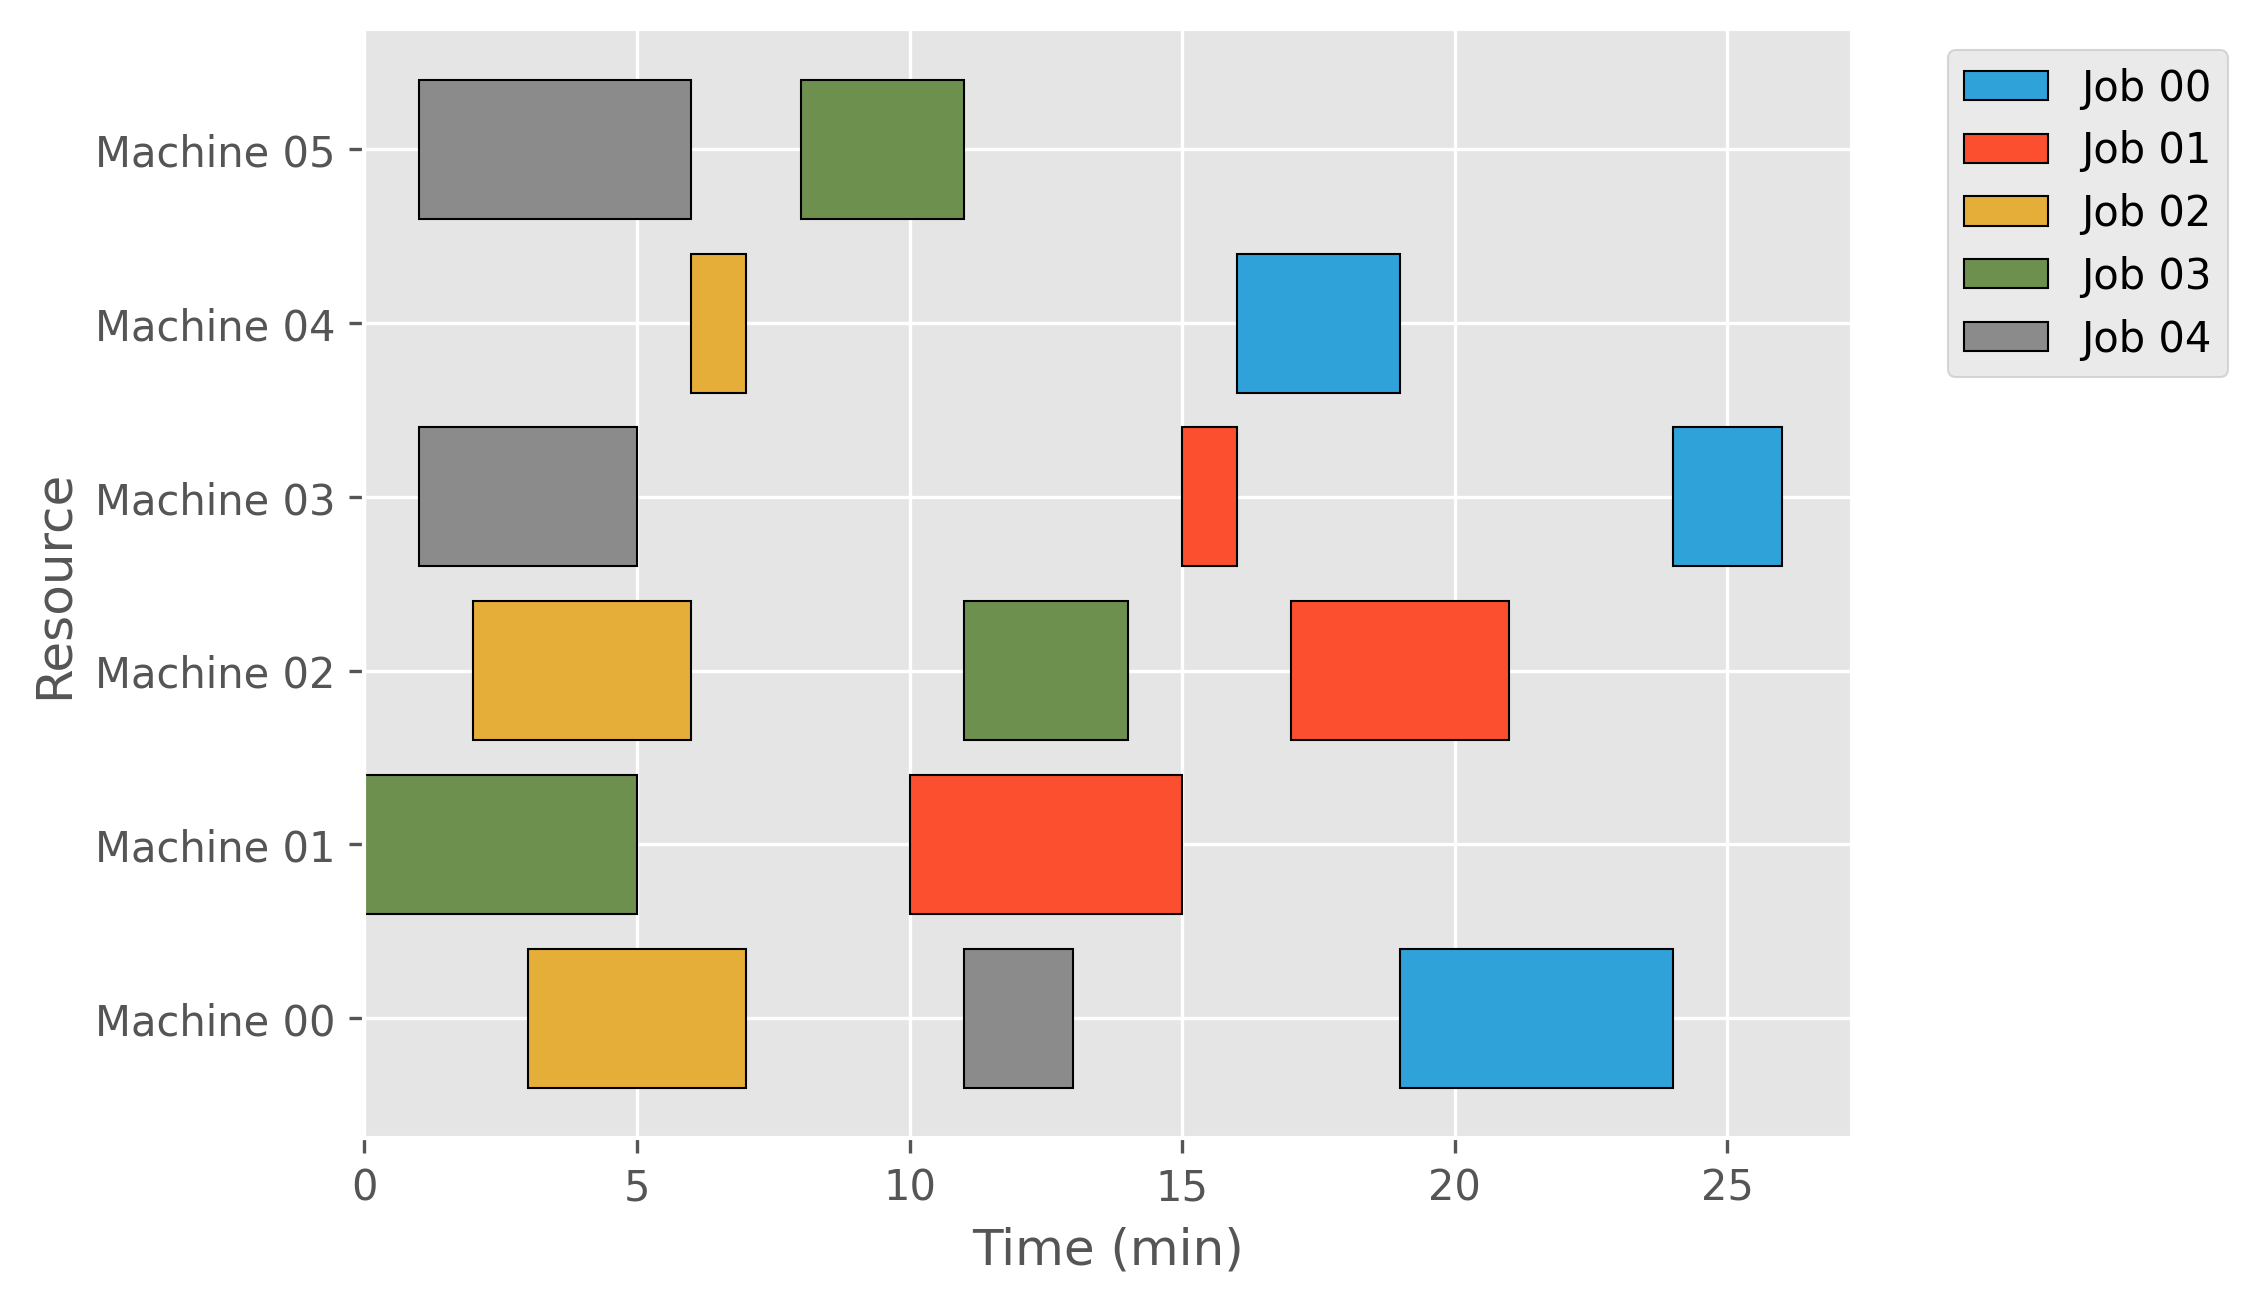 Machine 05
Machine 04
Machine 03
Machine 02
Machine 01
Machine 00
Resource
0 5 10 15 20 25
Time (min)
Job 00
Job 01
Job 02
Job 03
Job 04